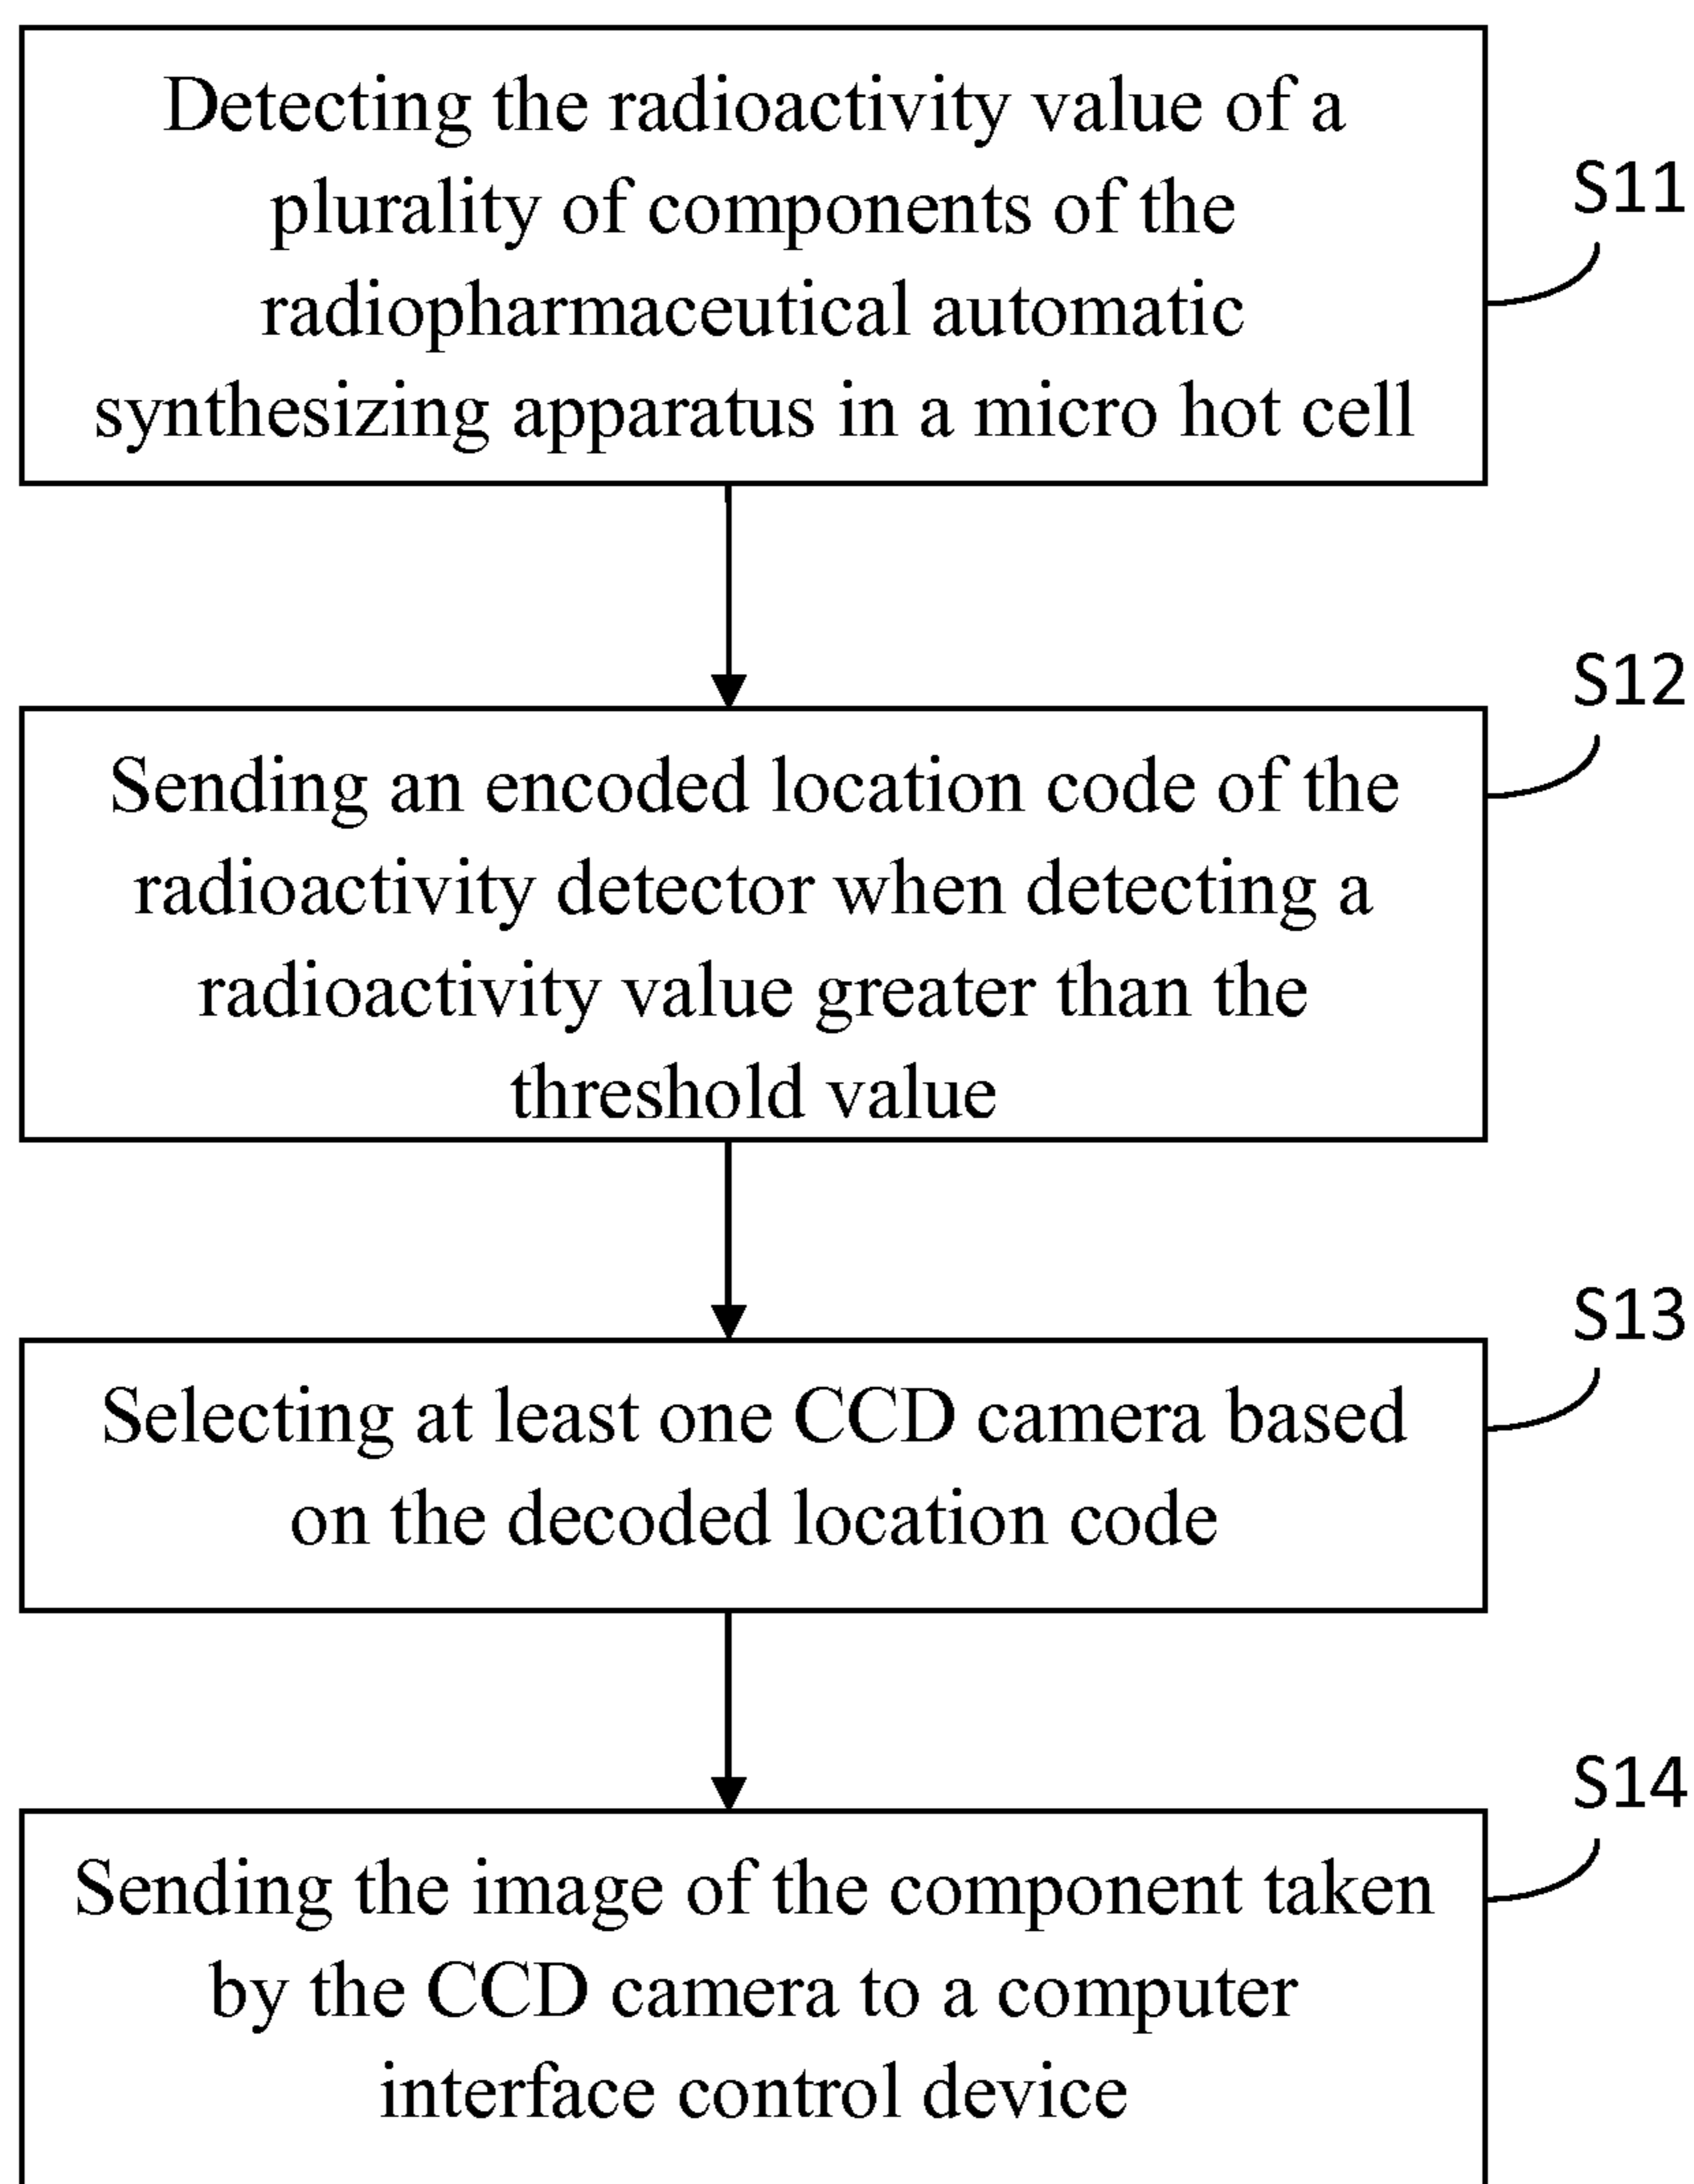 Detecting the radioactivity value of a
plurality of components of the
radiopharmaceutical automatic
synthesizing apparatus in a micro hot cell
S11
Sending an encoded location code of the
radioactivity detector when detecting a
radioactivity value greater than the
threshold value
S12
Selecting at least one CCD camera based
on the decoded location code
S13
Sending the image of the component taken
by the CCD camera to a computer
interface control device
S14